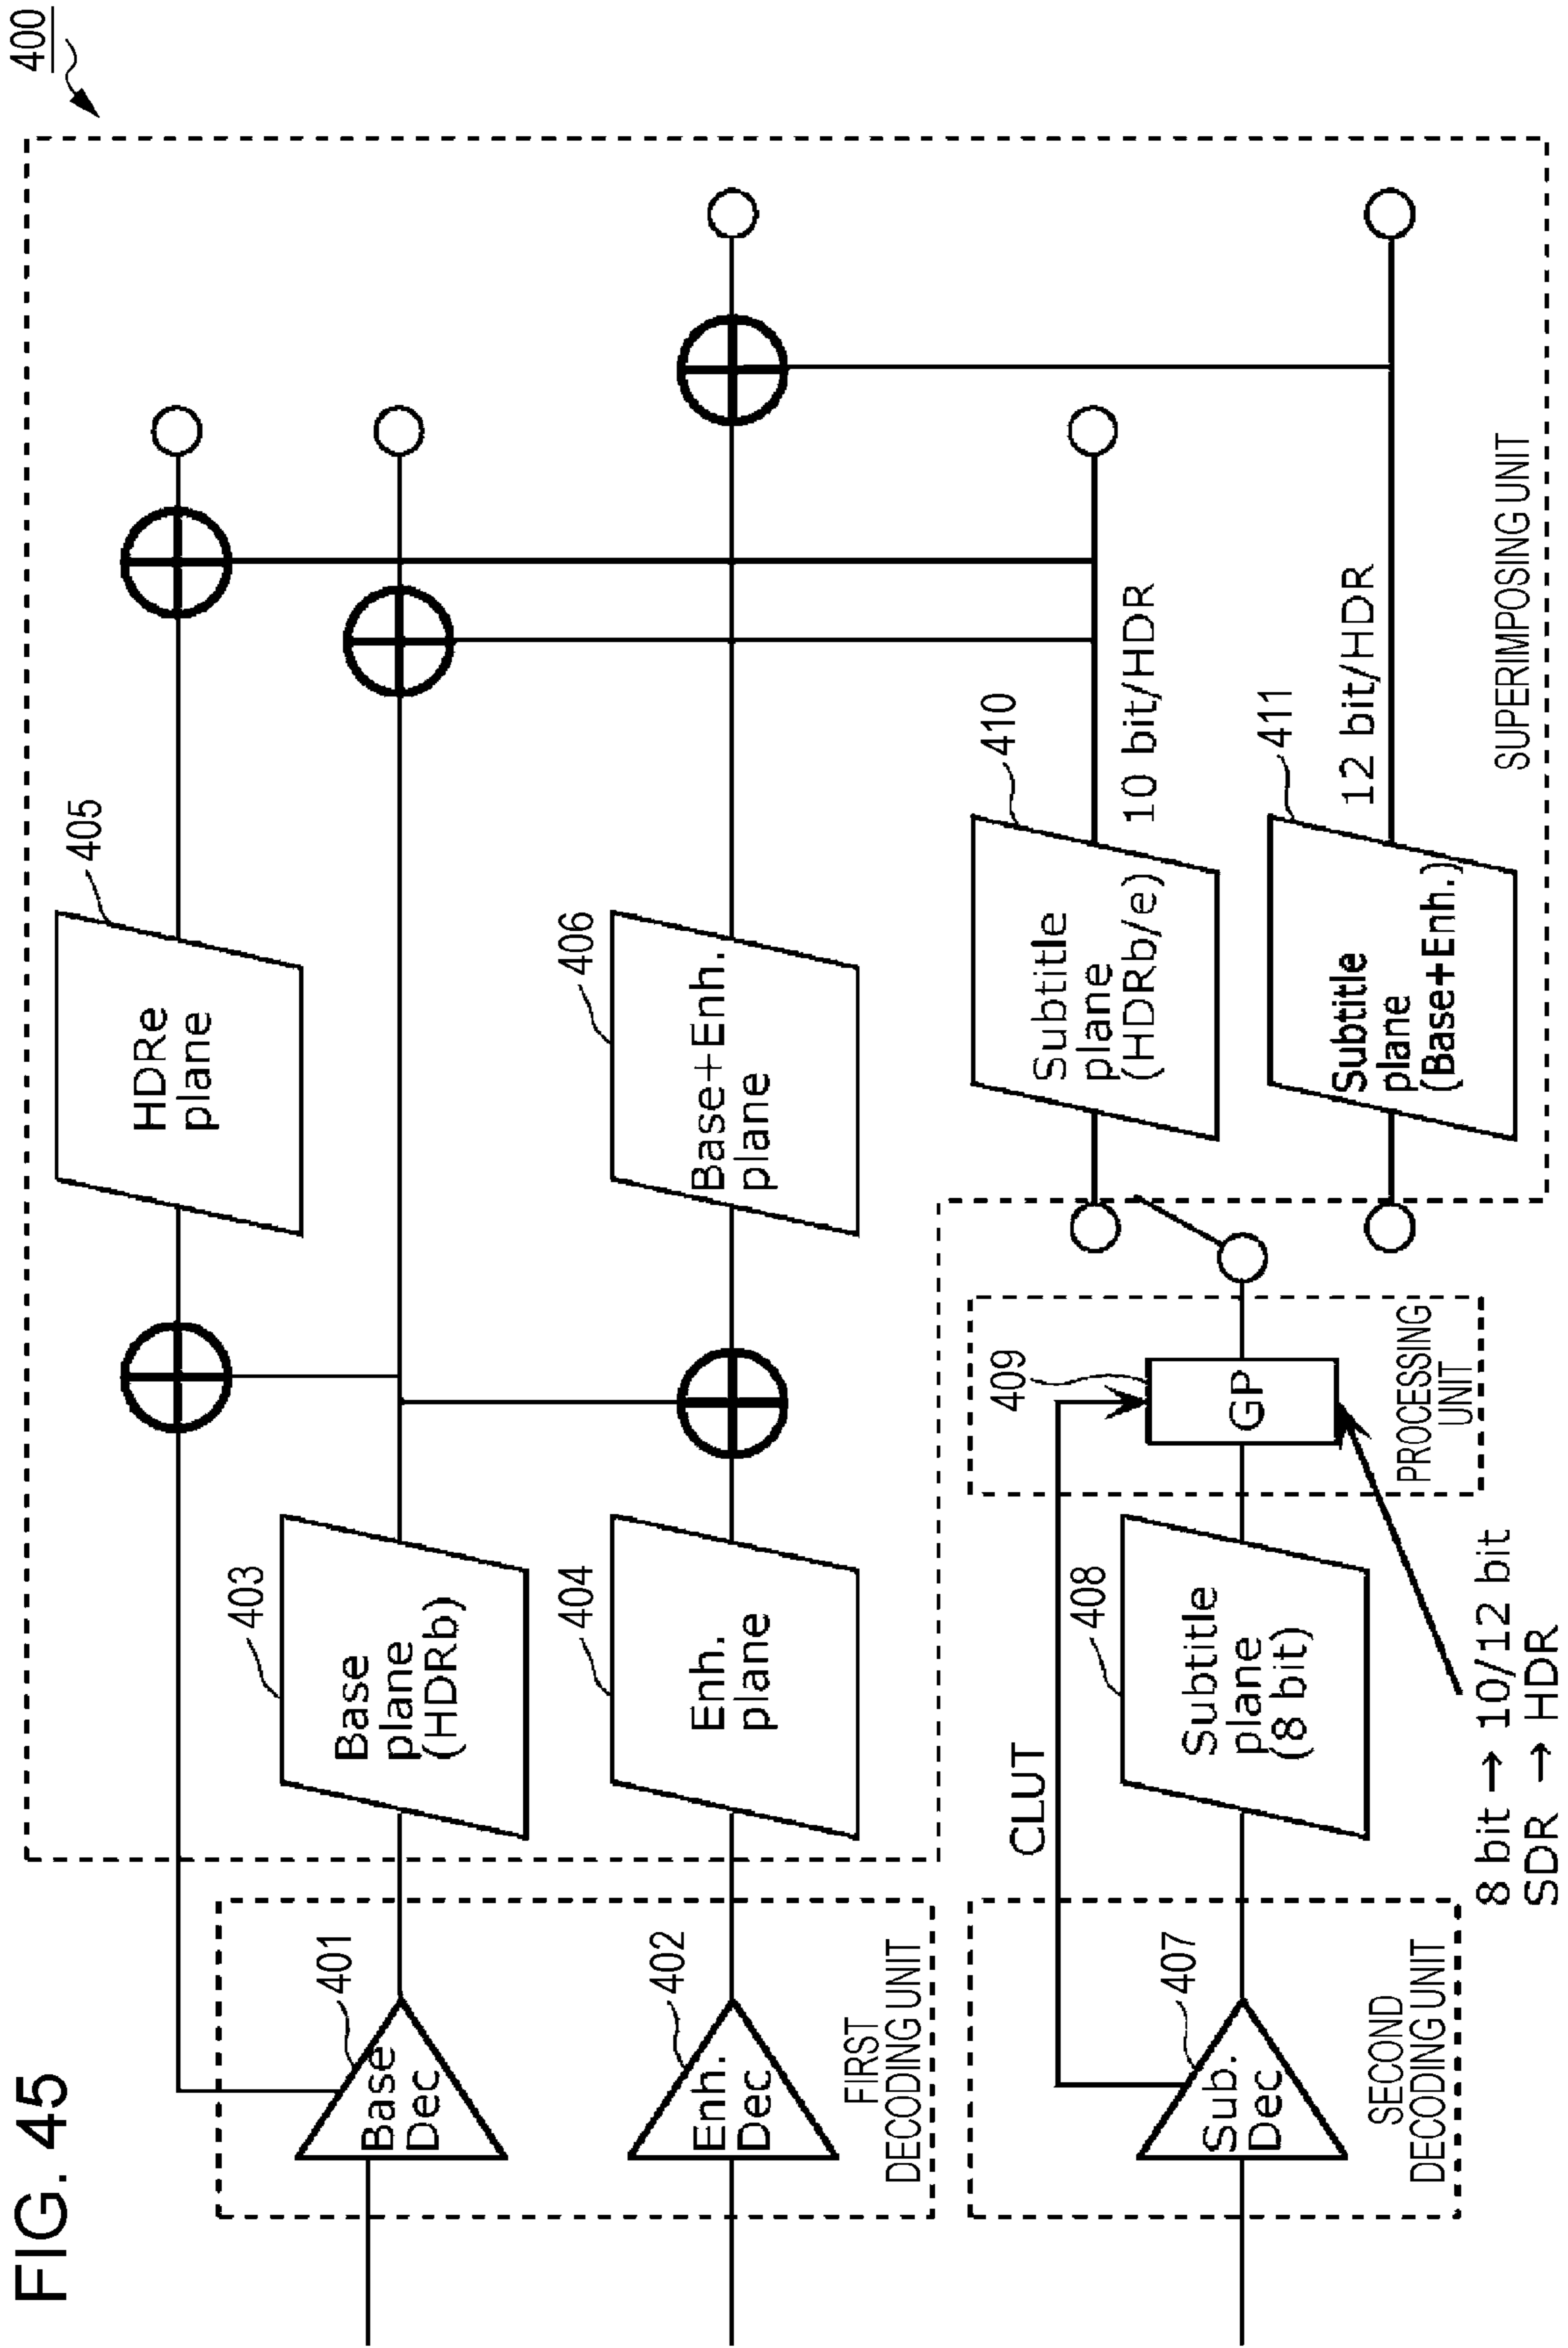 FIG. 45
400
401
Base
Dec
402
Enh.
Dec
FIRST
DECODING UNIT
403
Base
plane
(HDRb)
404
Enh.
plane
405
HDRe
plane
406
Base+Enh.
plane
407
Sub.
Dec
SECOND
DECODING UNIT
CLUT
408
Subtitle
plane
(8 bit)
409
GP
PROCESSING
UNIT
8 bit → 10/12 bit
SDR → HDR
410
Subtitle
plane
(HDRb/e)
10 bit/HDR
411
Subtitle
plane
(Base+Enh.)
12 bit/HDR
SUPERIMPOSING UNIT